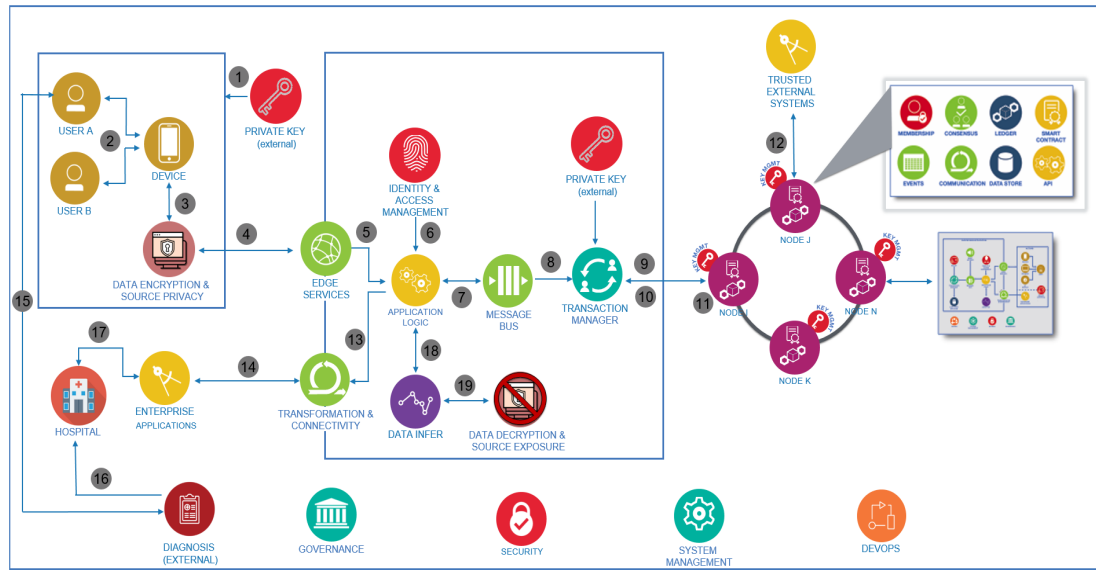 1
USER A
PRIVATE KEY
(external)
2
DEVICE
USER B
3
DATA ENCRYPTION &
SOURCE PRIVACY
4
EDGE
SERVICES
5
IDENTITY &
ACCESS
MANAGEMENT
6
APPLICATION
LOGIC
7
MESSAGE
BUS
8
PRIVATE KEY
(external)
TRANSACTION
MANAGER
9
10
TRUSTED
EXTERNAL
SYSTEMS
12
KEY MGMT
NODE J
KEY MGMT
11
NODE I
KEY MGMT
NODE N
KEY MGMT
NODE K
MEMBERSHIP
CONSENSUS
LEDGER
SMART
CONTRACT
EVENTS
COMMUNICATION
DATA STORE
API
15
17
HOSPITAL
ENTERPRISE
APPLICATIONS
14
13
TRANSFORMATION &
CONNECTIVITY
18
DATA INFER
19
DATA DECRYPTION &
SOURCE EXPOSURE
16
DIAGNOSIS
(EXTERNAL)
GOVERNANCE
SECURITY
SYSTEM
MANAGEMENT
DEVOPS